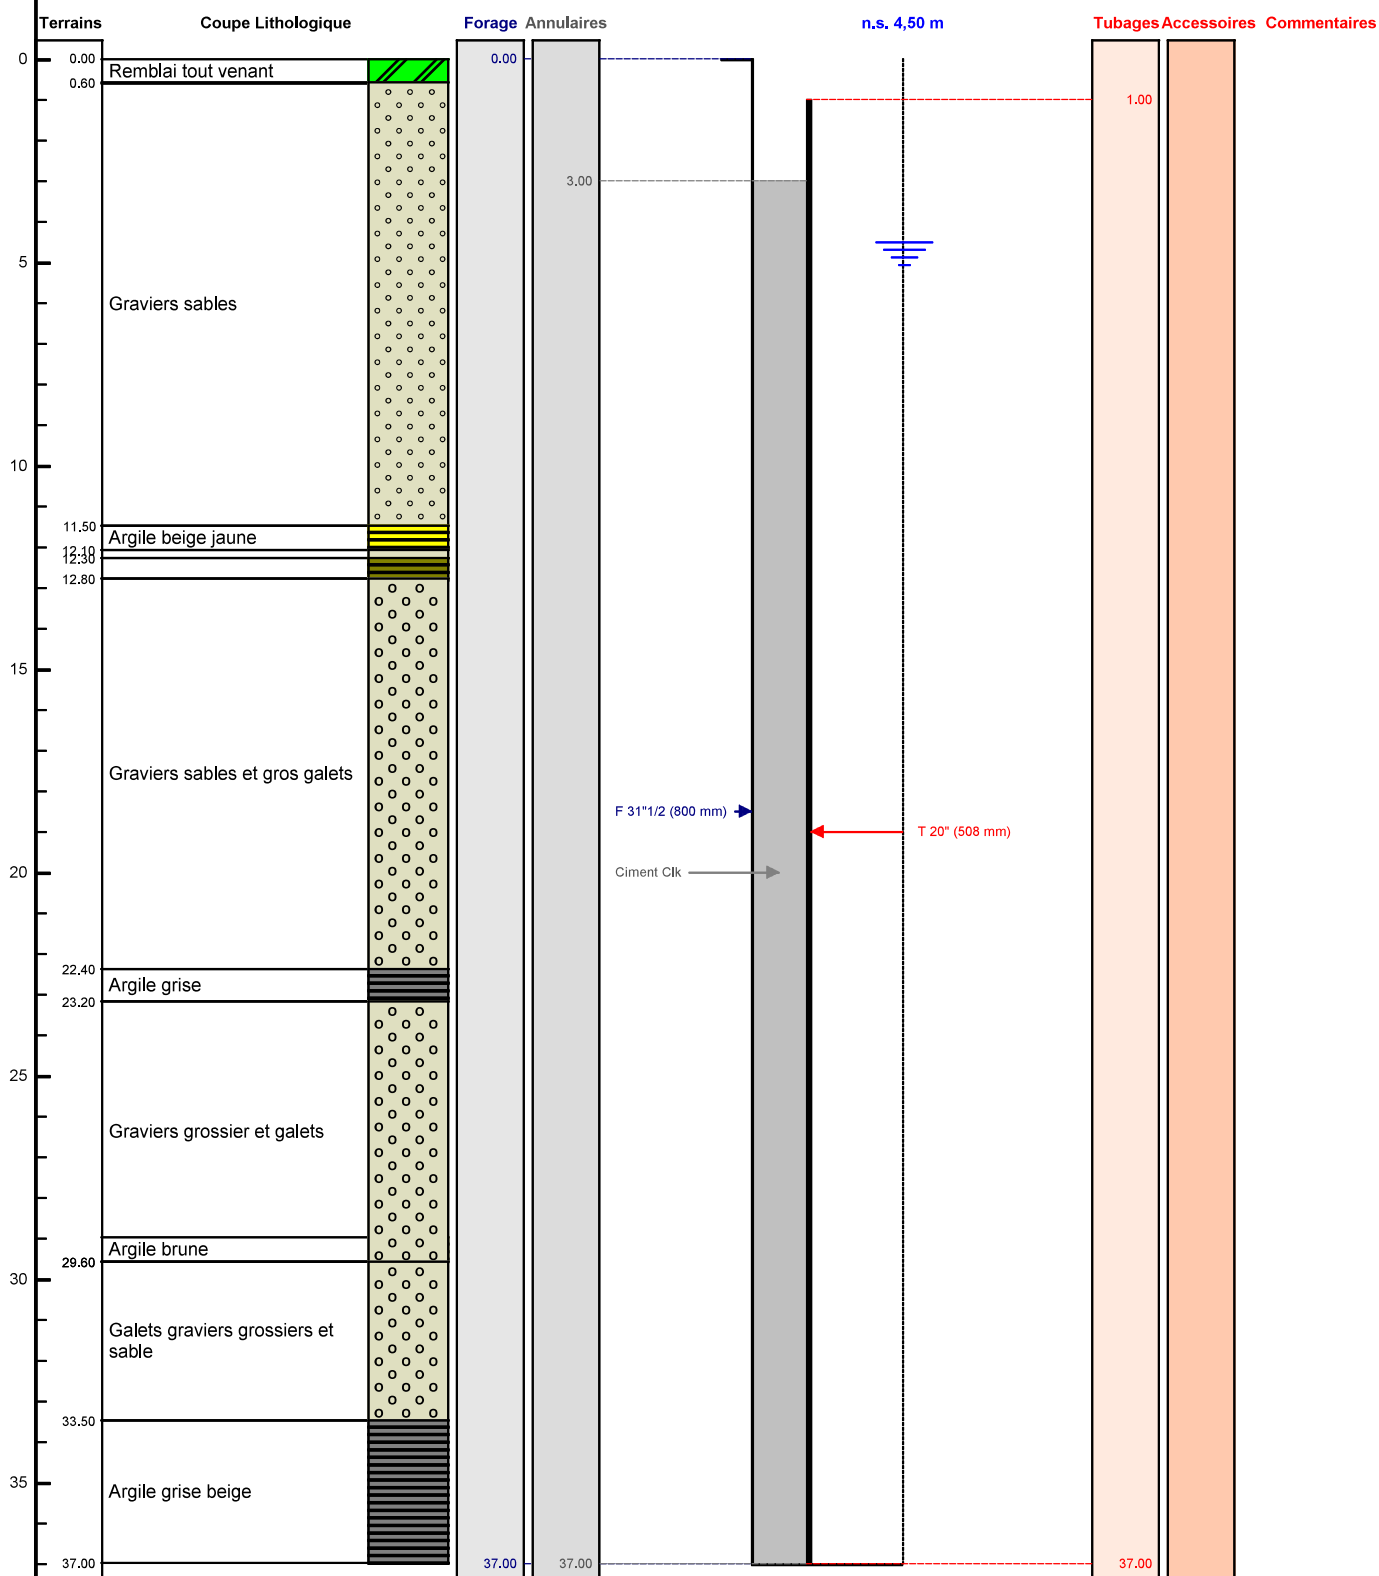 Terrains Coupe Lithologique Forage Annulaires n.s. 4,50 m Tubages Accessoires Commentaires
0 0.00 0.00
Remblai tout venant
0.60
1.00
3.00
5
Graviers sables
10
11.50
Argile beige jaune
12.10
12.30
12.80
15
Graviers sables et gros galets
F 31"1/2 (800 mm)
T 20" (508 mm)
20 Ciment Clk
22.40
Argile grise
23.20
25
Graviers grossier et galets
Argile brune
29.60
30
Galets graviers grossiers et
sable
33.50
35
Argile grise beige
37.00 37.00 37.00 37.00